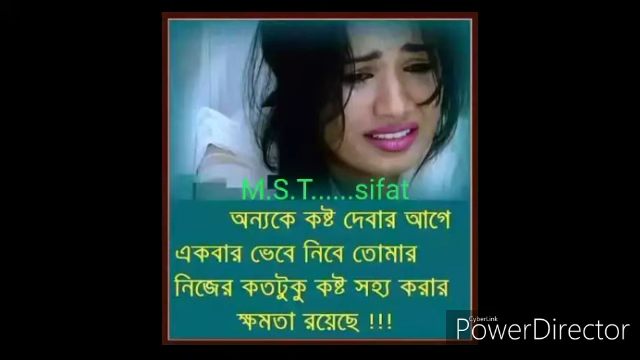 M.S.T......sifat
অন্যকে কষ্ট দেবার আগে
একবার ভেবে নিবে তোমার
নিজের কতটুকু কষ্ট সহ্য করার
ক্ষমতা রয়েছে !!!
CyberLink
PowerDirector